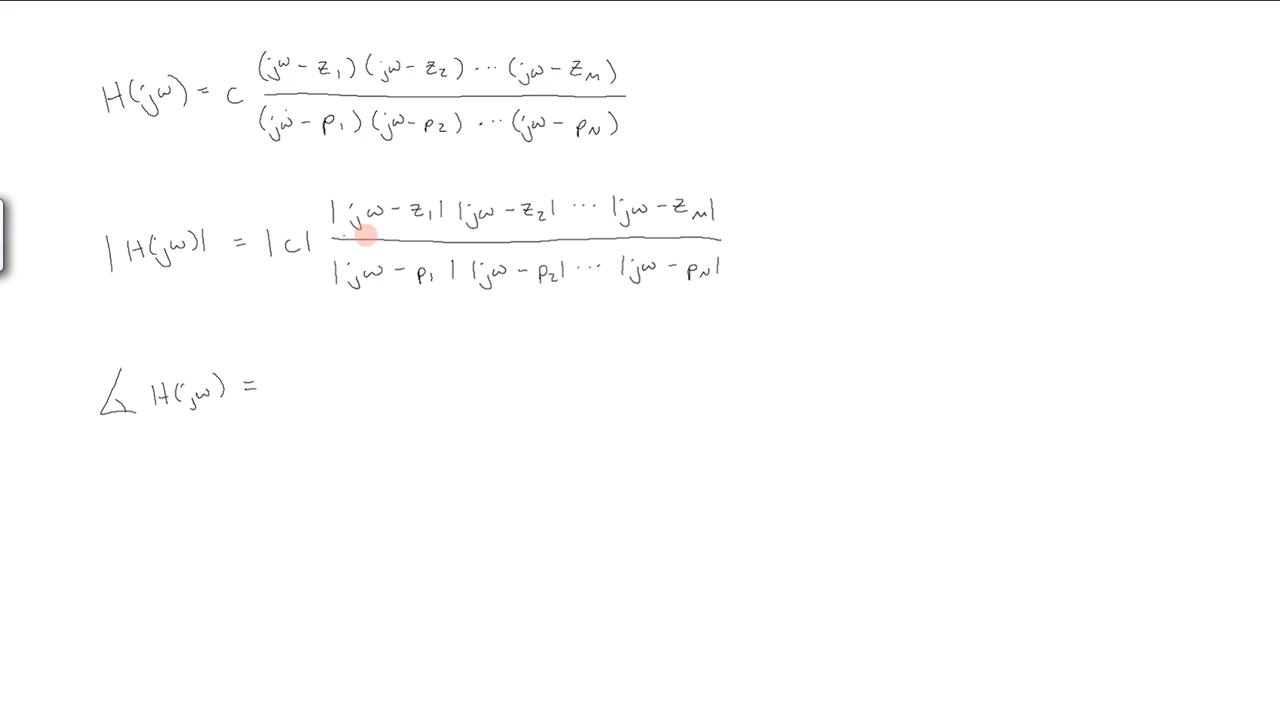 H(jω) = c (jω - z₁)(jω - z₂) ··· (jω - z_M) / (jω - p₁)(jω - p₂) ··· (jω - p_N)
|H(jω)| = |c| |jω - z₁| |jω - z₂| ··· |jω - z_M| / |jω - p₁| |jω - p₂| ··· |jω - p_N|
∠ H(jω) =